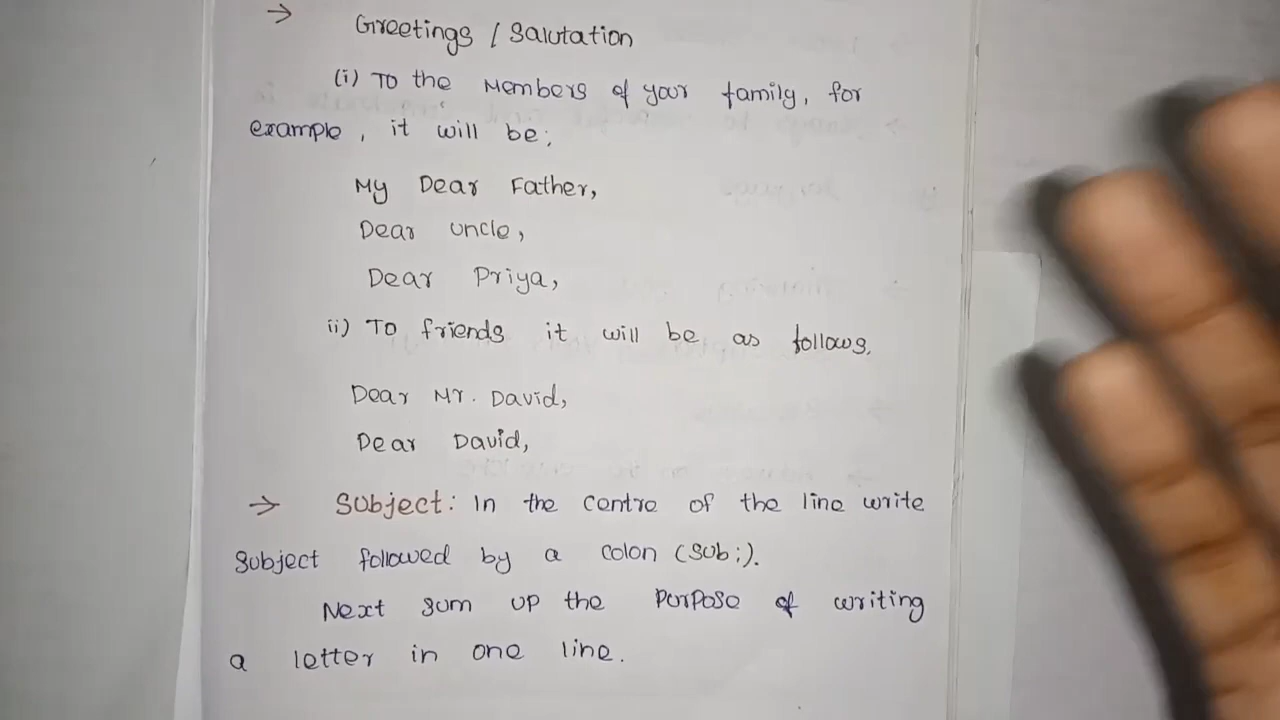 → Greetings / Salutation
(i) To the Members of your family, for
example, it will be;
My Dear Father,
Dear uncle,
Dear Priya,
ii) To friends it will be as follows.
Dear Mr. David,
Dear David,
→ Subject: In the centre of the line write
Subject followed by a colon (Sub;).
Next sum up the purpose of writing
a letter in one line.